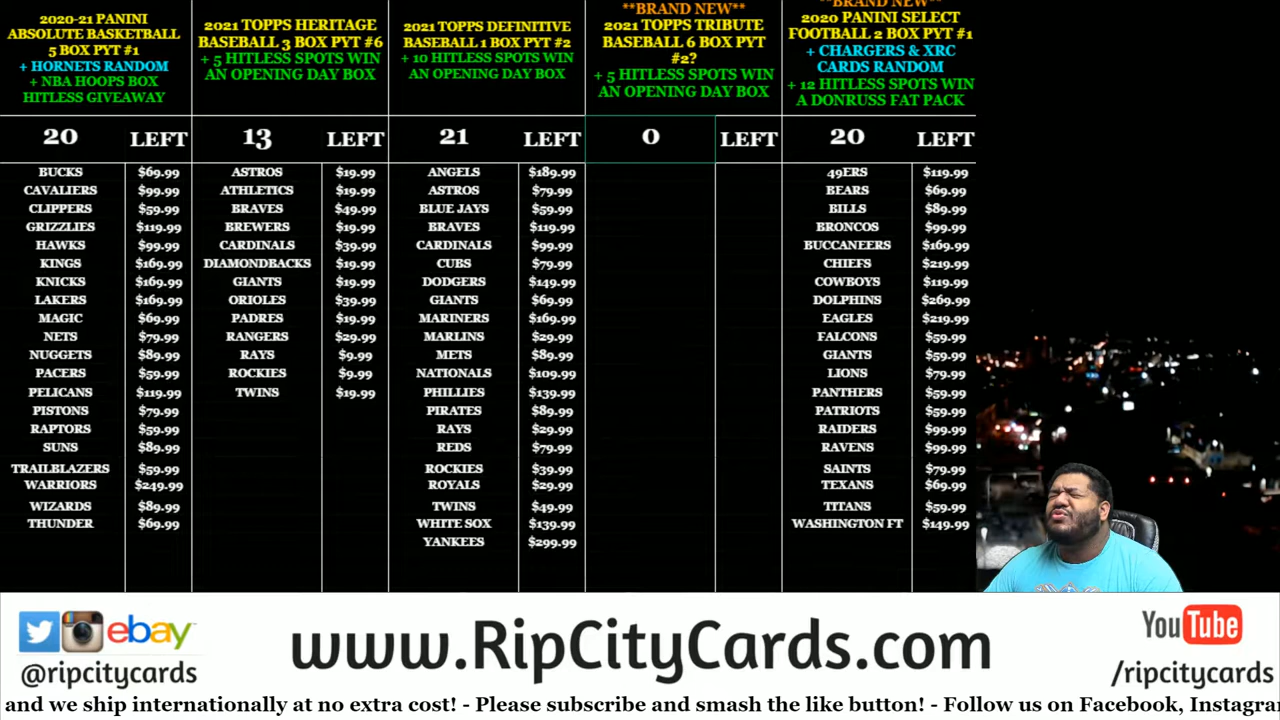 2020-21 PANINI
ABSOLUTE BASKETBALL
5 BOX PYT #1
+ HORNETS RANDOM
+ NBA HOOPS BOX
HITLESS GIVEAWAY
20 LEFT
BUCKS $69.99
CAVALIERS $99.99
CLIPPERS $59.99
GRIZZLIES $119.99
HAWKS $99.99
KINGS $169.99
KNICKS $169.99
LAKERS $169.99
MAGIC $69.99
NETS $79.99
NUGGETS $89.99
PACERS $59.99
PELICANS $119.99
PISTONS $79.99
RAPTORS $59.99
SUNS $89.99
TRAILBLAZERS $59.99
WARRIORS $249.99
WIZARDS $89.99
THUNDER $69.99
2021 TOPPS HERITAGE
BASEBALL 3 BOX PYT #6
+ 5 HITLESS SPOTS WIN
AN OPENING DAY BOX
13 LEFT
ASTROS $19.99
ATHLETICS $19.99
BRAVES $49.99
BREWERS $19.99
CARDINALS $39.99
DIAMONDBACKS $19.99
GIANTS $19.99
ORIOLES $39.99
PADRES $19.99
RANGERS $29.99
RAYS $9.99
ROCKIES $9.99
TWINS $19.99
2021 TOPPS DEFINITIVE
BASEBALL 1 BOX PYT #2
+ 10 HITLESS SPOTS WIN
AN OPENING DAY BOX
21 LEFT
ANGELS $189.99
ASTROS $79.99
BLUE JAYS $59.99
BRAVES $119.99
CARDINALS $99.99
CUBS $79.99
DODGERS $149.99
GIANTS $69.99
MARINERS $169.99
MARLINS $29.99
METS $89.99
NATIONALS $109.99
PHILLIES $139.99
PIRATES $89.99
RAYS $29.99
REDS $79.99
ROCKIES $39.99
ROYALS $29.99
TWINS $49.99
WHITE SOX $139.99
YANKEES $299.99
**BRAND NEW**
2021 TOPPS TRIBUTE
BASEBALL 6 BOX PYT
#2?
+ 5 HITLESS SPOTS WIN
AN OPENING DAY BOX
0 LEFT
**BRAND NEW**
2020 PANINI SELECT
FOOTBALL 2 BOX PYT #1
+ CHARGERS & XRC
CARDS RANDOM
+ 12 HITLESS SPOTS WIN
A DONRUSS FAT PACK
20 LEFT
49ERS $119.99
BEARS $69.99
BILLS $89.99
BRONCOS $99.99
BUCCANEERS $169.99
CHIEFS $219.99
COWBOYS $119.99
DOLPHINS $269.99
EAGLES $219.99
FALCONS $59.99
GIANTS $59.99
LIONS $79.99
PANTHERS $59.99
PATRIOTS $59.99
RAIDERS $99.99
RAVENS $99.99
SAINTS $79.99
TEXANS $69.99
TITANS $59.99
WASHINGTON FT $149.99
ebay
@ripcitycards
www.RipCityCards.com
YouTube
/ripcitycards
and we ship internationally at no extra cost! - Please subscribe and smash the like button! - Follow us on Facebook, Instagra